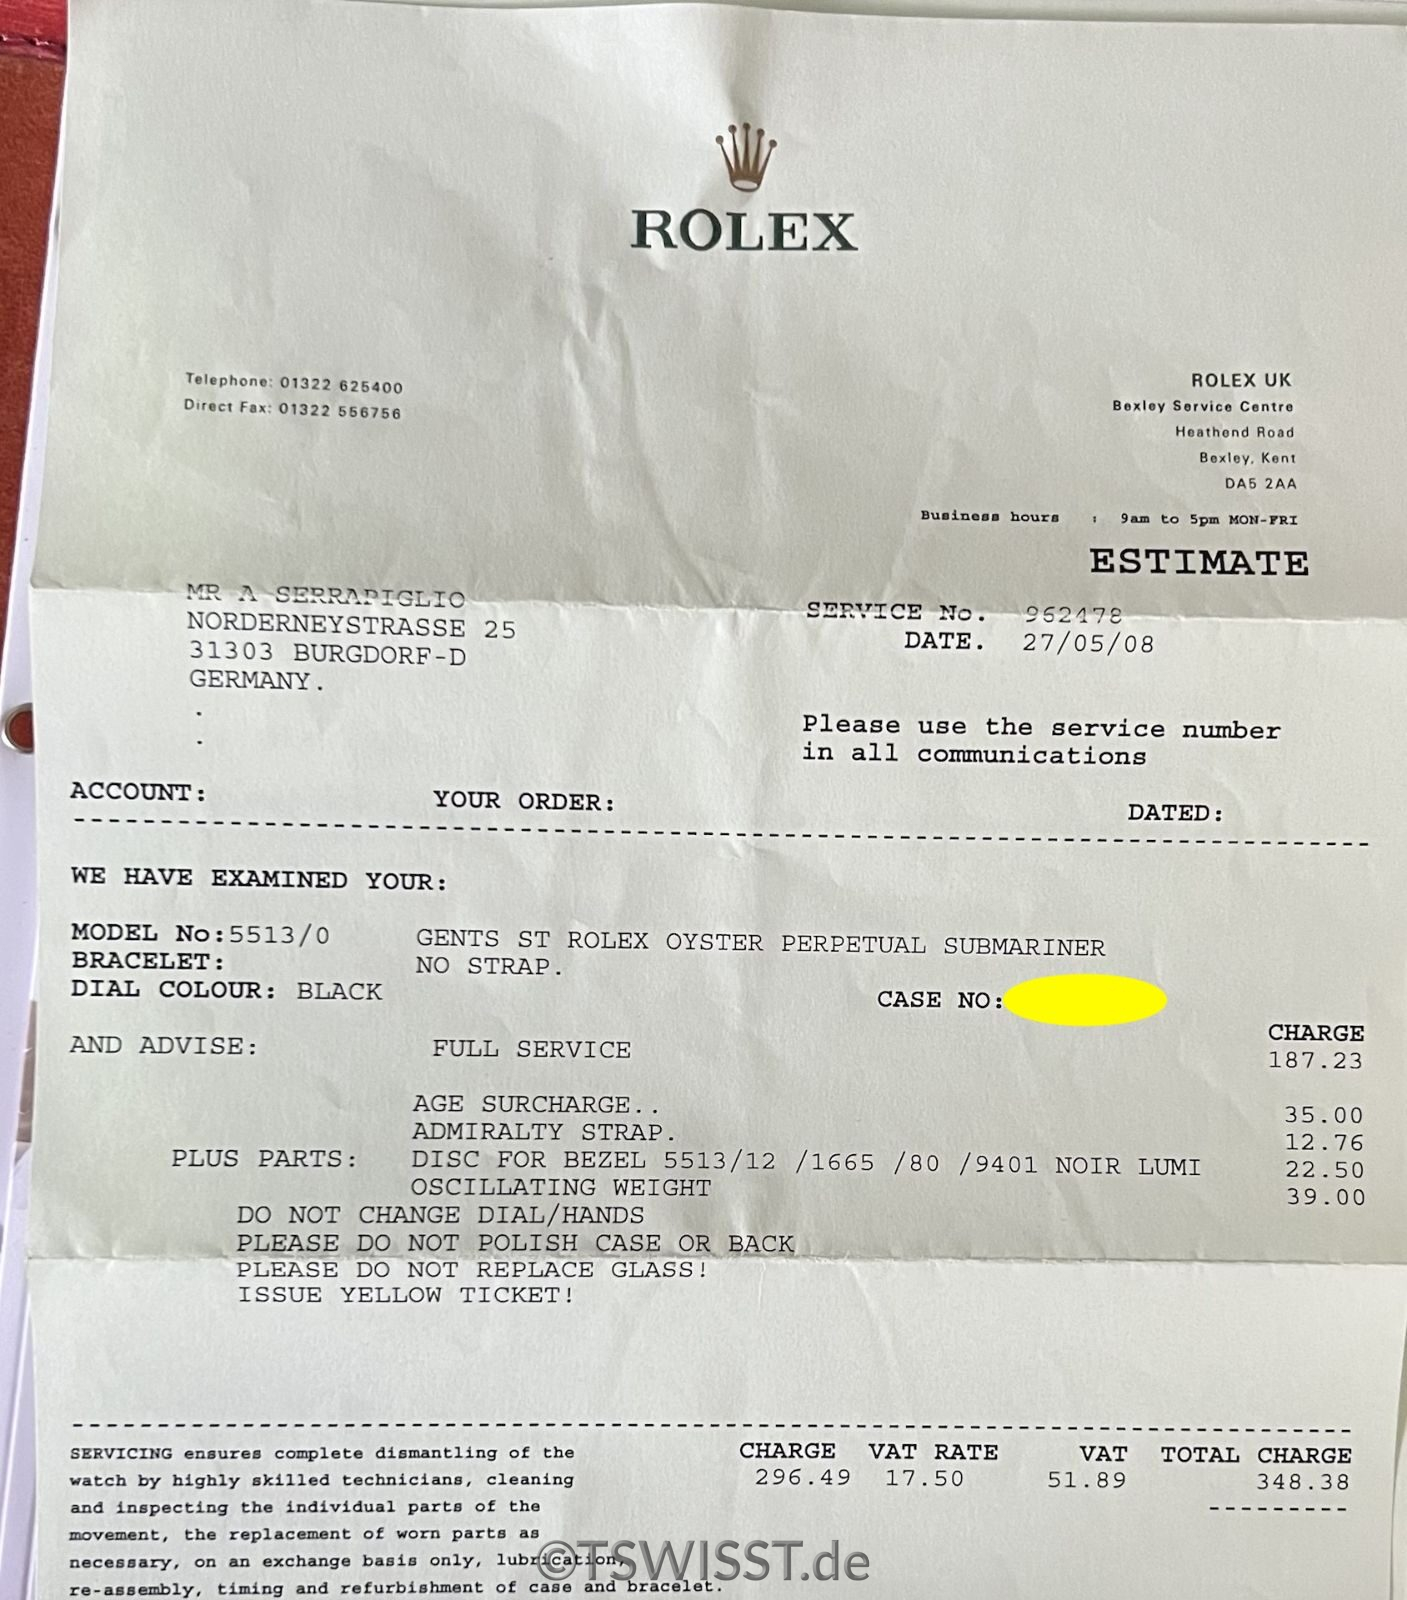 ROLEX
Telephone: 01322 625400
Direct Fax: 01322 556756
ROLEX UK
Bexley Service Centre
Heathend Road
Bexley, Kent
DA5 2AA
Business hours : 9am to 5pm MON-FRI
ESTIMATE
MR A SERRAPIGLIO
NORDERNEYSTRASSE 25
31303 BURGDORF-D
GERMANY.
.
.
SERVICE No. 962478
DATE. 27/05/08
Please use the service number
in all communications
ACCOUNT: YOUR ORDER: DATED:
WE HAVE EXAMINED YOUR:
MODEL No:5513/0 GENTS ST ROLEX OYSTER PERPETUAL SUBMARINER
BRACELET: NO STRAP.
DIAL COLOUR: BLACK CASE NO:
CHARGE
AND ADVISE: FULL SERVICE 187.23
AGE SURCHARGE.. 35.00
ADMIRALTY STRAP. 12.76
PLUS PARTS: DISC FOR BEZEL 5513/12 /1665 /80 /9401 NOIR LUMI 22.50
OSCILLATING WEIGHT 39.00
DO NOT CHANGE DIAL/HANDS
PLEASE DO NOT POLISH CASE OR BACK
PLEASE DO NOT REPLACE GLASS!
ISSUE YELLOW TICKET!
SERVICING ensures complete dismantling of the
watch by highly skilled technicians, cleaning
and inspecting the individual parts of the
movement, the replacement of worn parts as
necessary, on an exchange basis only, lubrication,
re-assembly, timing and refurbishment of case and bracelet.
CHARGE VAT RATE VAT TOTAL CHARGE
296.49 17.50 51.89 348.38
©TSWISST.de